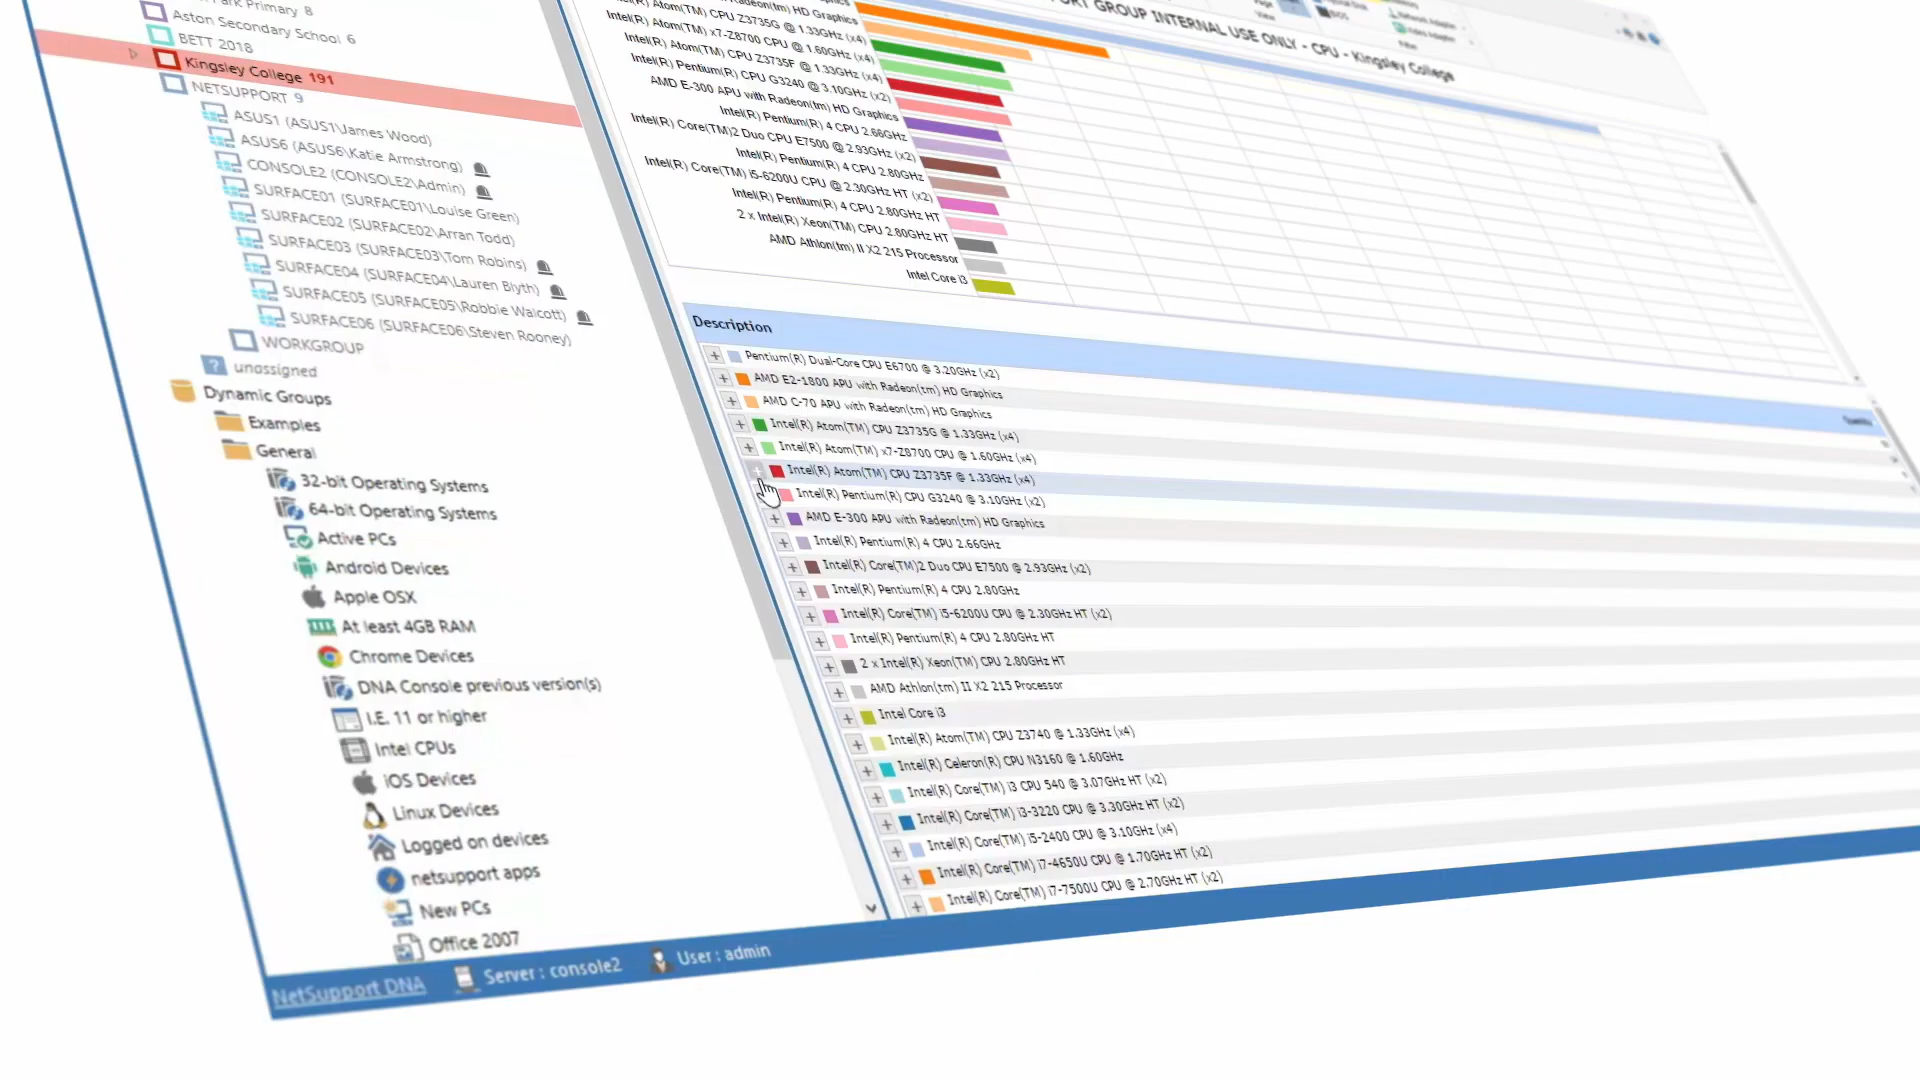 Park Primary 8
Aston Secondary School 6
BETT 2018
Kingsley College 191
NETSUPPORT 9
ASUS1 (ASUS1\James Wood)
ASUS6 (ASUS6\Katie Armstrong)
CONSOLE2 (CONSOLE2\Admin)
SURFACE01 (SURFACE01\Louise Green)
SURFACE02 (SURFACE02\Arran Todd)
SURFACE03 (SURFACE03\Tom Robins)
SURFACE04 (SURFACE04\Lauren Blyth)
SURFACE05 (SURFACE05\Robbie Walcott)
SURFACE06 (SURFACE06\Steven Rooney)
WORKGROUP
unassigned
Dynamic Groups
Examples
General
32-bit Operating Systems
64-bit Operating Systems
Active PCs
Android Devices
Apple OSX
At least 4GB RAM
Chrome Devices
DNA Console previous version(s)
I.E. 11 or higher
Intel CPUs
iOS Devices
Linux Devices
Logged on devices
netsupport apps
New PCs
Office 2007
GROUP INTERNAL USE ONLY - CPU - Kingsley College
Radeon(tm) HD Graphics
Intel(R) Atom(TM) CPU Z3735G @ 1.33GHz (x4)
Intel(R) Atom(TM) x7-Z8700 CPU @ 1.60GHz (x4)
Intel(R) Atom(TM) CPU Z3735F @ 1.33GHz (x4)
Intel(R) Pentium(R) CPU G3240 @ 3.10GHz (x2)
AMD E-300 APU with Radeon(tm) HD Graphics
Intel(R) Pentium(R) 4 CPU 2.66GHz
Intel(R) Core(TM)2 Duo CPU E7500 @ 2.93GHz (x2)
Intel(R) Pentium(R) 4 CPU 2.80GHz
Intel(R) Core(TM) i5-6200U CPU @ 2.30GHz HT (x2)
Intel(R) Pentium(R) 4 CPU 2.80GHz HT
2 x Intel(R) Xeon(TM) CPU 2.80GHz HT
AMD Athlon(tm) II X2 215 Processor
Intel Core i3
Description
Quantity
Pentium(R) Dual-Core CPU E6700 @ 3.20GHz (x2)
AMD E2-1800 APU with Radeon(tm) HD Graphics
AMD C-70 APU with Radeon(tm) HD Graphics
Intel(R) Atom(TM) CPU Z3735G @ 1.33GHz (x4)
Intel(R) Atom(TM) x7-Z8700 CPU @ 1.60GHz (x4)
Intel(R) Atom(TM) CPU Z3735F @ 1.33GHz (x4)
Intel(R) Pentium(R) CPU G3240 @ 3.10GHz (x2)
AMD E-300 APU with Radeon(tm) HD Graphics
Intel(R) Pentium(R) 4 CPU 2.66GHz
Intel(R) Core(TM)2 Duo CPU E7500 @ 2.93GHz (x2)
Intel(R) Pentium(R) 4 CPU 2.80GHz
Intel(R) Core(TM) i5-6200U CPU @ 2.30GHz HT (x2)
Intel(R) Pentium(R) 4 CPU 2.80GHz HT
2 x Intel(R) Xeon(TM) CPU 2.80GHz HT
AMD Athlon(tm) II X2 215 Processor
Intel Core i3
Intel(R) Atom(TM) CPU Z3740 @ 1.33GHz (x4)
Intel(R) Celeron(R) CPU N3160 @ 1.60GHz
Intel(R) Core(TM) i3 CPU 540 @ 3.07GHz HT (x2)
Intel(R) Core(TM) i3-3220 CPU @ 3.30GHz HT (x2)
Intel(R) Core(TM) i5-2400 CPU @ 3.10GHz (x4)
Intel(R) Core(TM) i7-4650U CPU @ 1.70GHz HT (x2)
Intel(R) Core(TM) i7-7500U CPU @ 2.70GHz HT (x2)
NetSupport DNA
Server : console2
User : admin